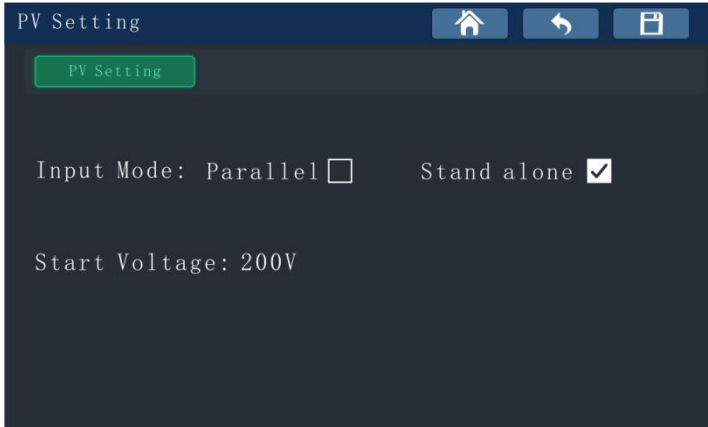 PV Setting
PV Setting
Input Mode: Parallel Stand alone
Start Voltage: 200V